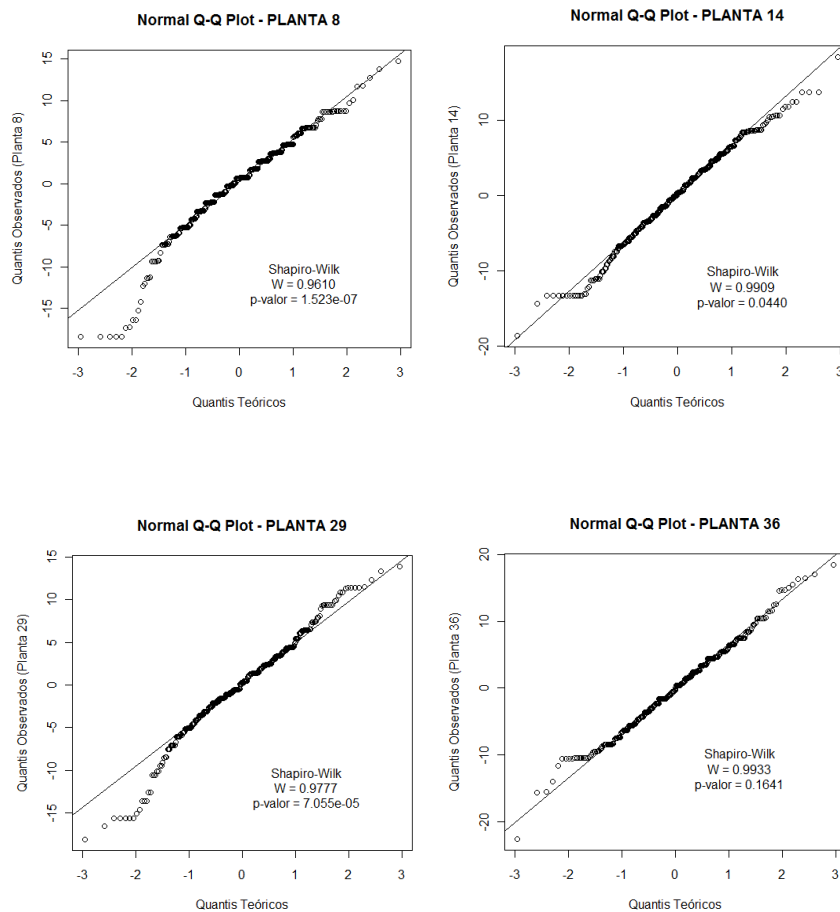 Normal Q-Q Plot - PLANTA 8
Quantis Observados (Planta 8)
15
10
5
0
-5
-10
-15
Shapiro-Wilk
W = 0.9610
p-valor = 1.523e-07
-3 -2 -1 0 1 2 3
Quantis Teóricos
Normal Q-Q Plot - PLANTA 14
Quantis Observados (Planta 14)
10
0
-10
-20
Shapiro-Wilk
W = 0.9909
p-valor = 0.0440
-3 -2 -1 0 1 2 3
Quantis Teóricos
Normal Q-Q Plot - PLANTA 29
Quantis Observados (Planta 29)
15
10
5
0
-5
-10
-15
Shapiro-Wilk
W = 0.9777
p-valor = 7.055e-05
-3 -2 -1 0 1 2 3
Quantis Teóricos
Normal Q-Q Plot - PLANTA 36
Quantis Observados (Planta 36)
20
10
0
-10
-20
Shapiro-Wilk
W = 0.9933
p-valor = 0.1641
-3 -2 -1 0 1 2 3
Quantis Teóricos